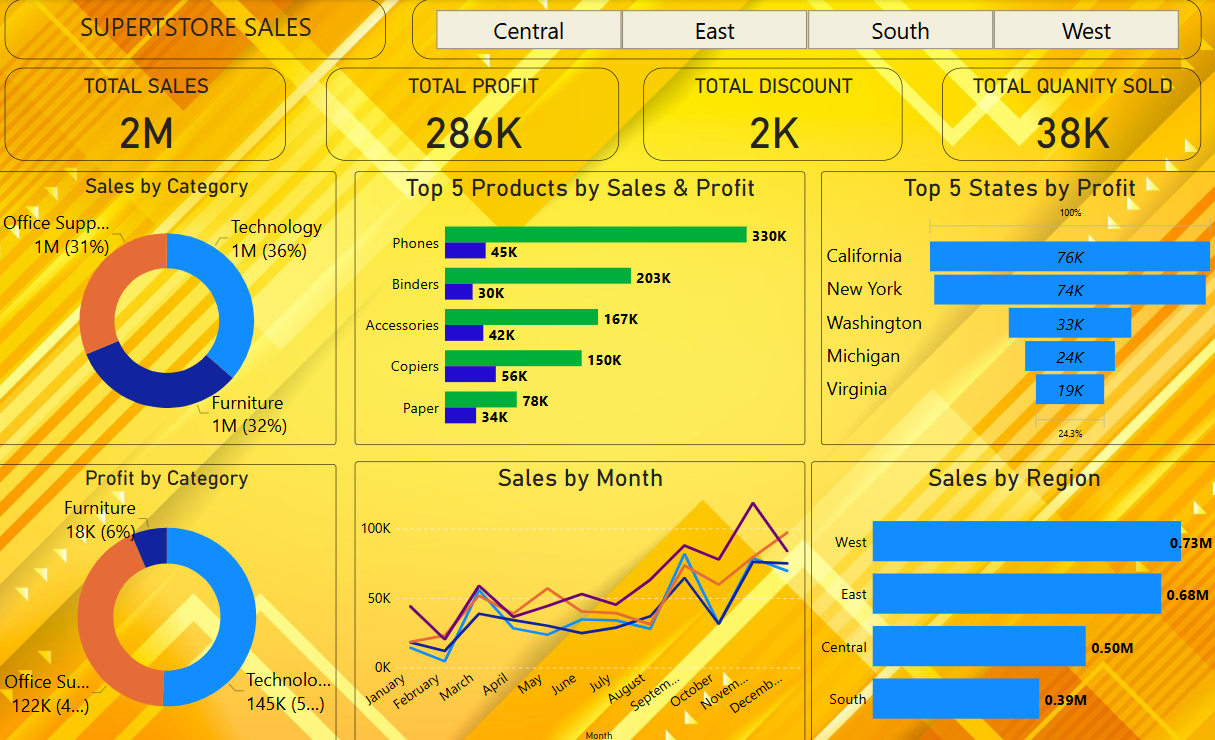 SUPERTSTORE SALES
Central
East
South
West
TOTAL SALES
2M
TOTAL PROFIT
286K
TOTAL DISCOUNT
2K
TOTAL QUANITY SOLD
38K
Sales by Category
Office Supp...
1M (31%)
Technology
1M (36%)
Furniture
1M (32%)
Top 5 Products by Sales & Profit
Phones
330K
45K
Binders
203K
30K
Accessories
167K
42K
Copiers
150K
56K
Paper
78K
34K
Top 5 States by Profit
100%
California
76K
New York
74K
Washington
33K
Michigan
24K
Virginia
19K
24.3%
Profit by Category
Furniture
18K (6%)
Office Su...
122K (4...)
Technolo...
145K (5...)
Sales by Month
100K
50K
0K
January
February
March
April
May
June
July
August
Septem...
October
Novem...
Decemb...
Month
Sales by Region
West
0.73M
East
0.68M
Central
0.50M
South
0.39M